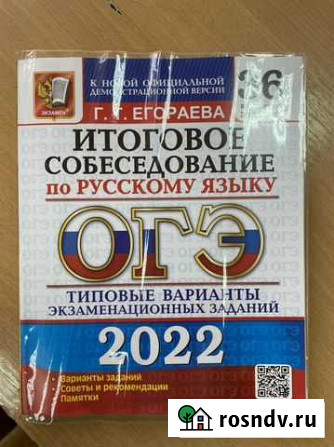 ЭКЗАМЕН
К НОВОЙ ОФИЦИАЛЬНОЙ
ДЕМОНСТРАЦИОННОЙ ВЕРСИИ
36
Г. Т. ЕГОРАЕВА
ИТОГОВОЕ
СОБЕСЕДОВАНИЕ
ПО РУССКОМУ ЯЗЫКУ
ОГЭ
ТИПОВЫЕ ВАРИАНТЫ
ЭКЗАМЕНАЦИОННЫХ ЗАДАНИЙ
2022
Варианты заданий
Советы и рекомендации
Памятки
rosndv.ru